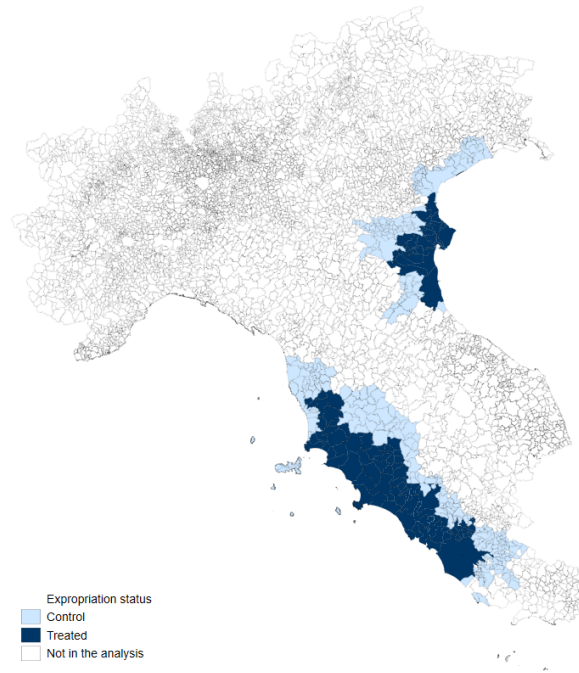 Expropriation status
Control
Treated
Not in the analysis